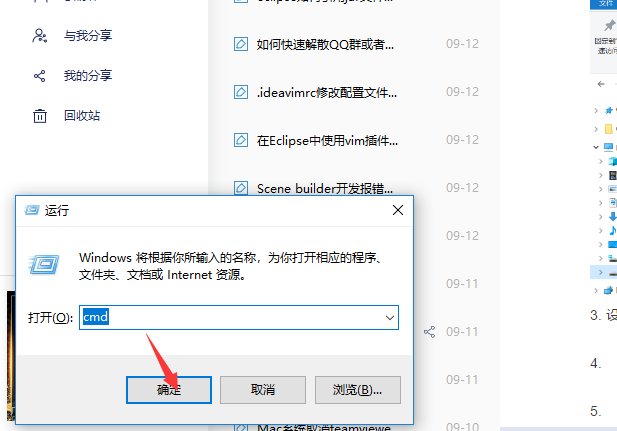 与我分享
我的分享
回收站
如何快速解散QQ群或者... 09-12
.ideavimrc修改配置文件... 09-12
在Eclipse中使用vim插件... 09-12
Scene builder开发报错... 09-12
09-12
09-11
09-11
09-11
Mac系统取消teamviewe... 09-10
运行
Windows 将根据你所输入的名称，为你打开相应的程序、
文件夹、文档或 Internet 资源。
打开(O): cmd
确定
取消
浏览(B)...
文件
3. 设
4.
5.